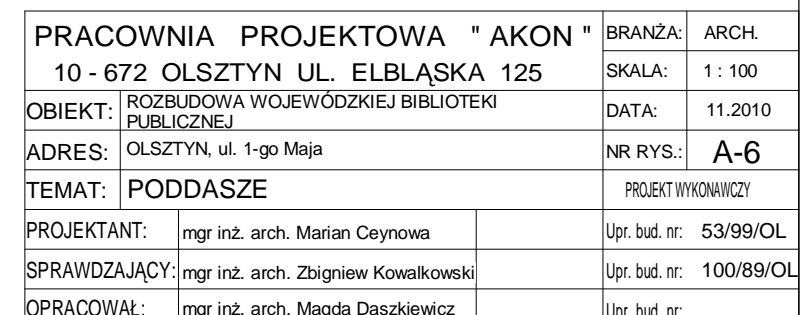 PRACOWNIA PROJEKTOWA " AKON "
10 - 672 OLSZTYN UL. ELBLĄSKA 125
BRANŻA: ARCH.
SKALA: 1 : 100
OBIEKT: ROZBUDOWA WOJEWÓDZKIEJ BIBLIOTEKI
PUBLICZNEJ
DATA: 11.2010
ADRES: OLSZTYN, ul. 1-go Maja
NR RYS.: A-6
TEMAT: PODDASZE
PROJEKT WYKONAWCZY
PROJEKTANT: mgr inż. arch. Marian Ceynowa Upr. bud. nr: 53/99/OL
SPRAWDZAJĄCY: mgr inż. arch. Zbigniew Kowalkowski Upr. bud. nr: 100/89/OL
OPRACOWAŁ: mgr inż. arch. Magda Daszkiewicz Upr. bud. nr: